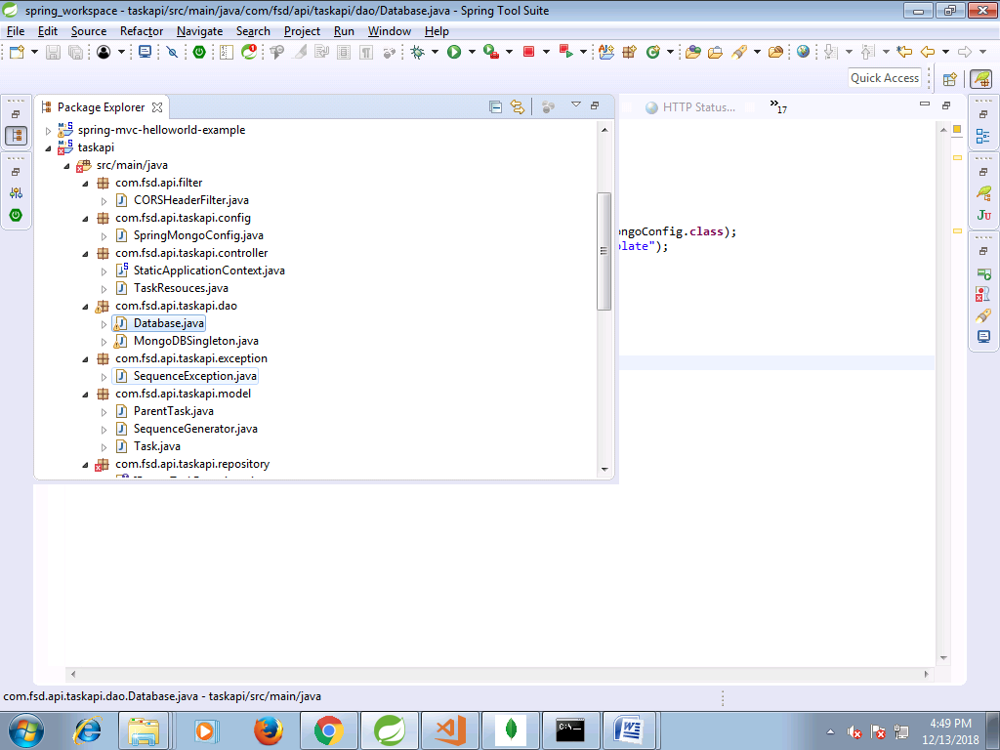 spring_workspace - taskapi/src/main/java/com/fsd/api/taskapi/dao/Database.java - Spring Tool Suite
File Edit Source Refactor Navigate Search Project Run Window Help
Quick Access
Package Explorer
HTTP Status...
»17
spring-mvc-helloworld-example
taskapi
src/main/java
com.fsd.api.filter
CORSHeaderFilter.java
com.fsd.api.taskapi.config
SpringMongoConfig.java
ongoConfig.class);
plate");
com.fsd.api.taskapi.controller
StaticApplicationContext.java
TaskResouces.java
com.fsd.api.taskapi.dao
Database.java
MongoDBSingleton.java
com.fsd.api.taskapi.exception
SequenceException.java
com.fsd.api.taskapi.model
ParentTask.java
SequenceGenerator.java
Task.java
com.fsd.api.taskapi.repository
com.fsd.api.taskapi.dao.Database.java - taskapi/src/main/java
4:49 PM
12/13/2018